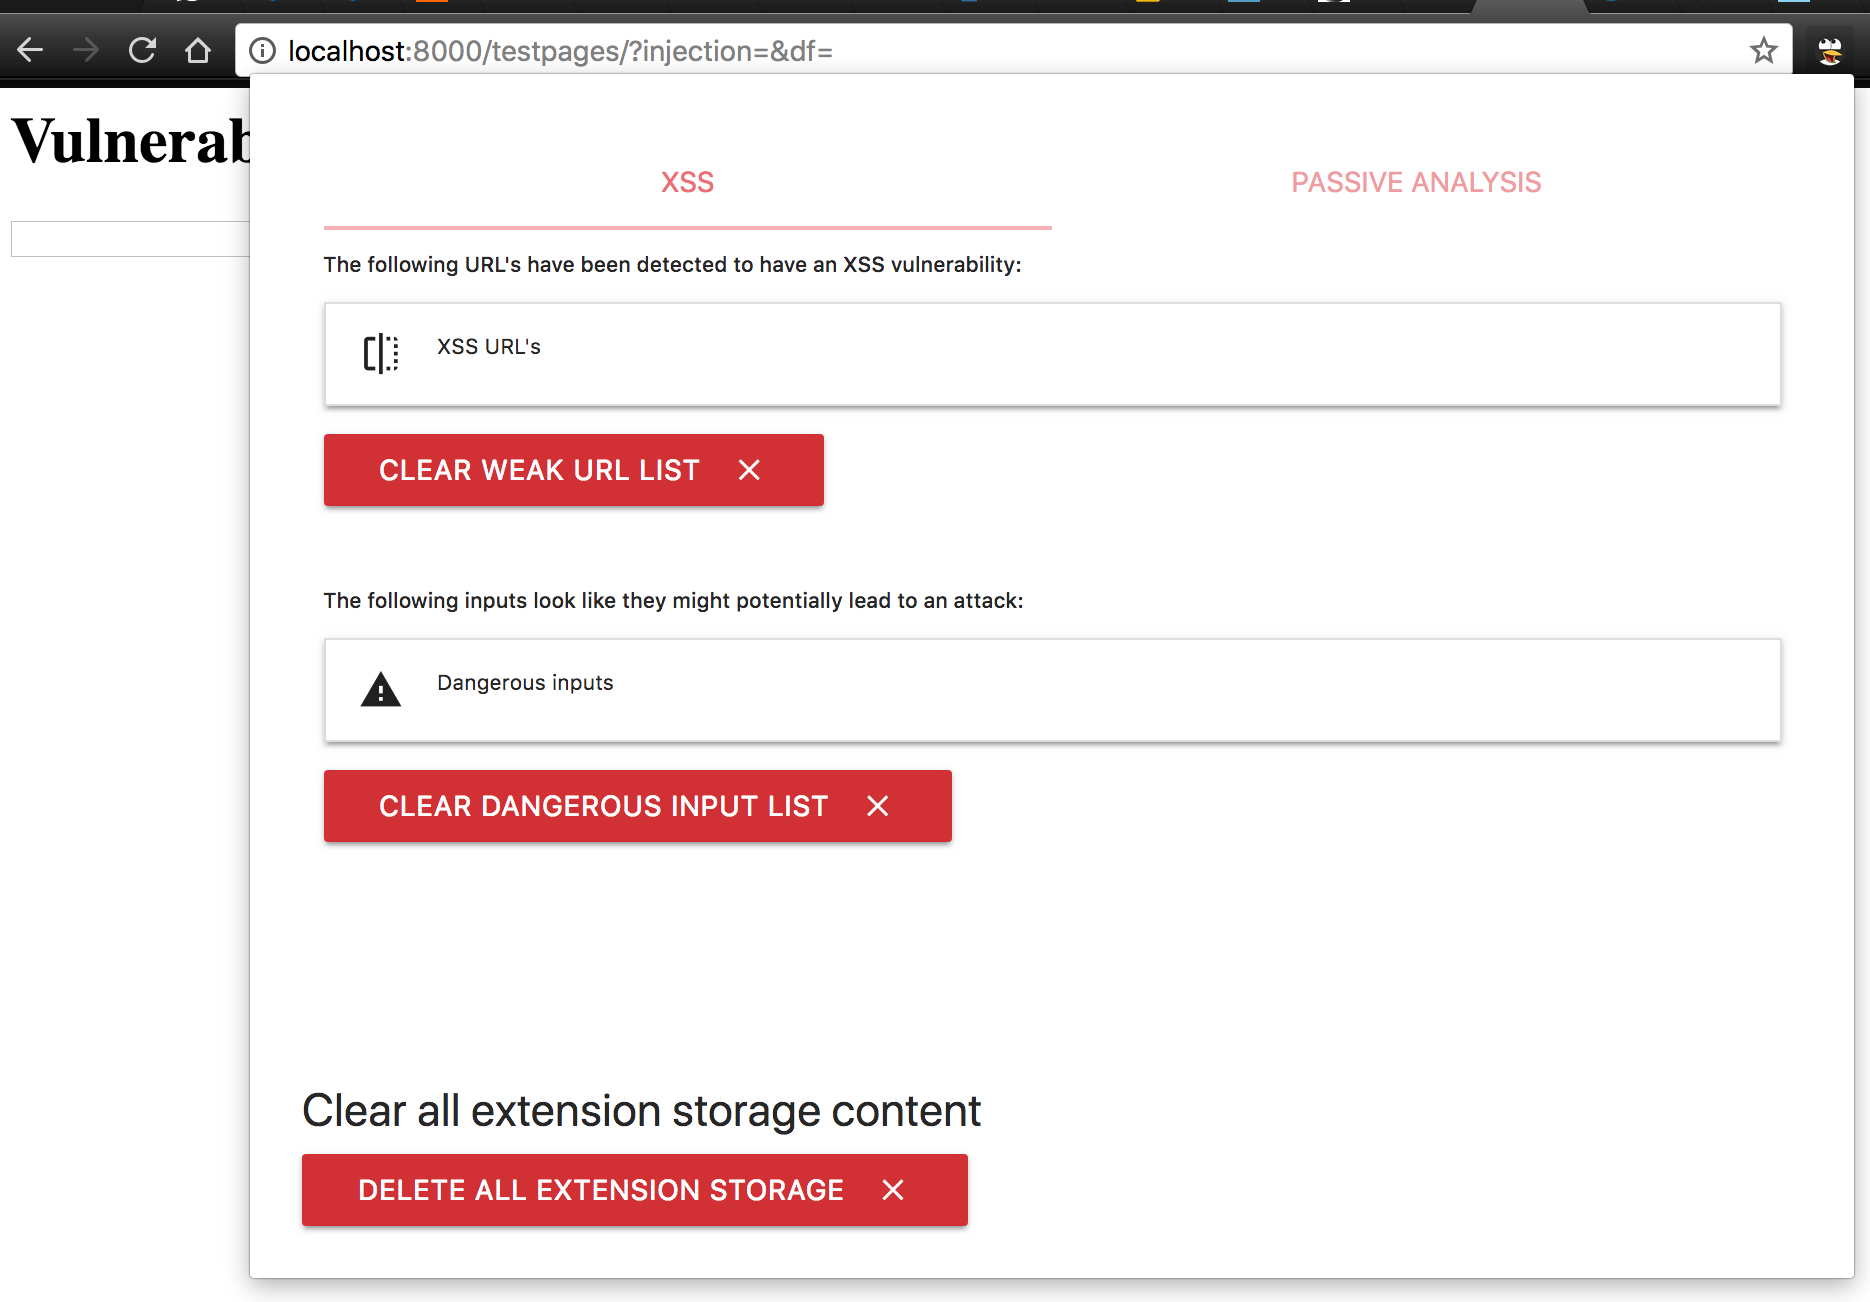 localhost:8000/testpages/?injection=&df=
XSS
PASSIVE ANALYSIS
The following URL's have been detected to have an XSS vulnerability:
XSS URL's
CLEAR WEAK URL LIST
The following inputs look like they might potentially lead to an attack:
Dangerous inputs
CLEAR DANGEROUS INPUT LIST
Clear all extension storage content
DELETE ALL EXTENSION STORAGE